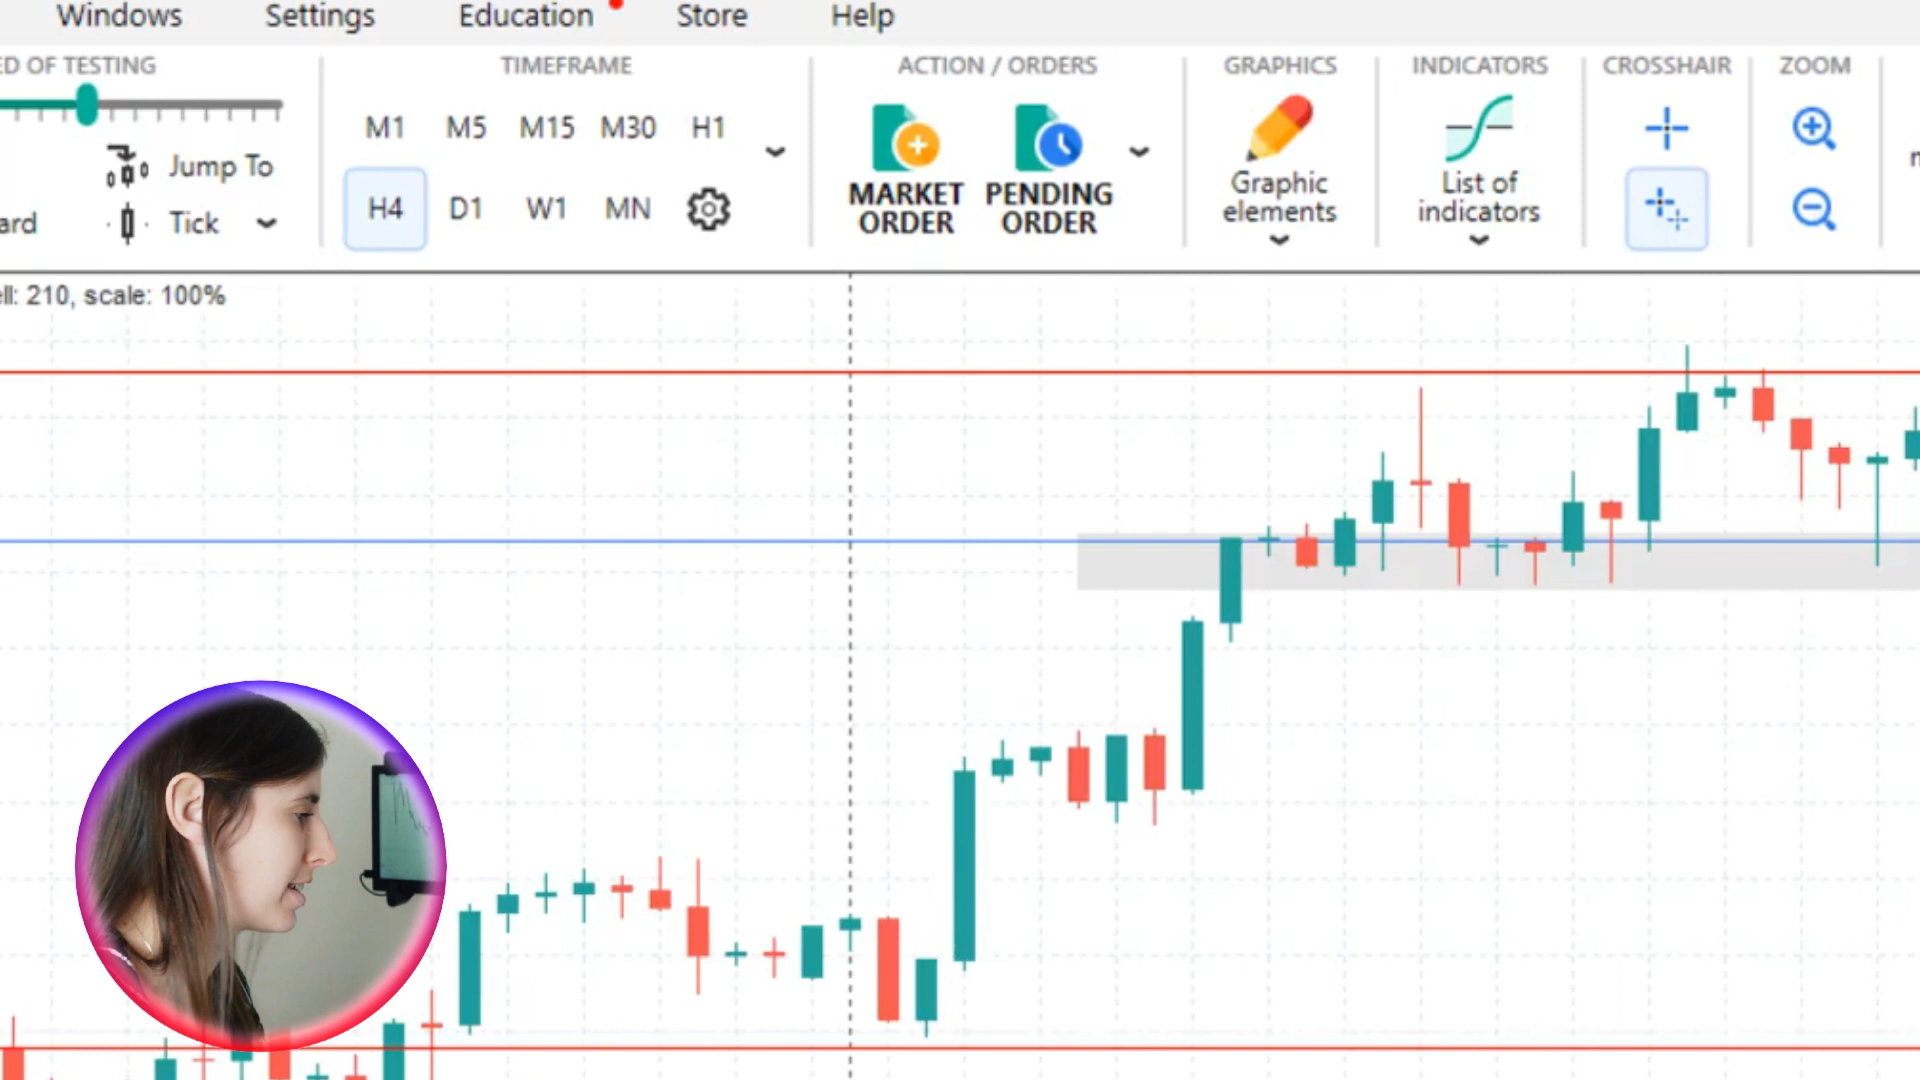 Windows Settings Education Store Help
ED OF TESTING TIMEFRAME ACTION / ORDERS GRAPHICS INDICATORS CROSSHAIR ZOOM
M1 M5 M15 M30 H1
Jump To
H4 D1 W1 MN
ard Tick
MARKET ORDER
PENDING ORDER
Graphic elements
List of indicators
ell: 210, scale: 100%